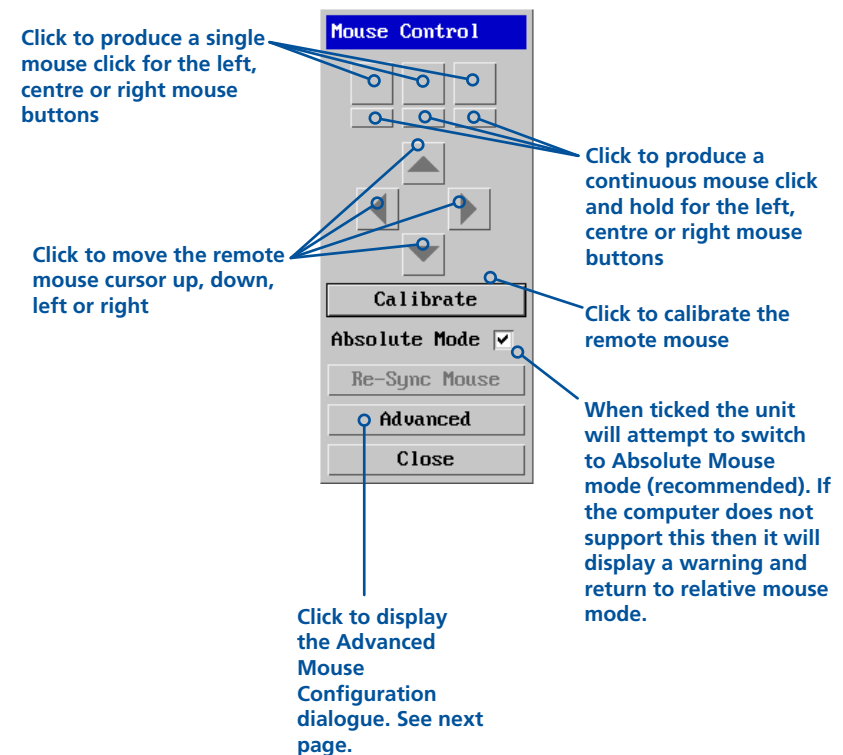 Mouse Control
Click to produce a single
mouse click for the left,
centre or right mouse
buttons
Click to produce a
continuous mouse click
and hold for the left,
centre or right mouse
buttons
Click to move the remote
mouse cursor up, down,
left or right
Calibrate
Click to calibrate the
remote mouse
Absolute Mode
Re-Sync Mouse
Advanced
Close
When ticked the unit
will attempt to switch
to Absolute Mouse
mode (recommended). If
the computer does not
support this then it will
display a warning and
return to relative mouse
mode.
Click to display
the Advanced
Mouse
Configuration
dialogue. See next
page.